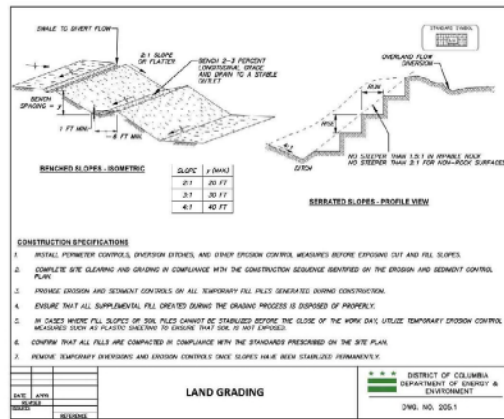 STANDARD SYMBOL
SWALE TO DIVERT FLOW
2:1 SLOPE
OR FLATTER
BENCH 2-3 PERCENT
LONGITUDINAL GRADE
AND DRAIN TO A STABLE
OUTLET
OVERLAND FLOW
DIVERSION
BENCH
SPACING = y
1 FT MIN.
6 FT MIN.
RUN
RISE
4:1
DITCH
NO STEEPER THAN 1.5:1 IN RIPABLE ROCK
NO STEEPER THAN 2:1 FOR NON-ROCK SURFACES
BENCHED SLOPES - ISOMETRIC
SLOPE y (MAX.)
2:1 20 FT
3:1 30 FT
4:1 40 FT
SERRATED SLOPES - PROFILE VIEW
CONSTRUCTION SPECIFICATIONS
1. INSTALL PERIMETER CONTROLS, DIVERSION DITCHES, AND OTHER EROSION CONTROL MEASURES BEFORE EXPOSING CUT AND FILL SLOPES.
2. COMPLETE SITE CLEARING AND GRADING IN COMPLIANCE WITH THE CONSTRUCTION SEQUENCE IDENTIFIED ON THE EROSION AND SEDIMENT CONTROL
PLAN.
3. PROVIDE EROSION AND SEDIMENT CONTROLS ON ALL TEMPORARY FILL PILES GENERATED DURING CONSTRUCTION.
4. ENSURE THAT ALL SUPPLEMENTAL FILL CREATED DURING THE GRADING PROCESS IS DISPOSED OF PROPERLY.
5. IN CASES WHERE FILL SLOPES OR SOIL PILES CANNOT BE STABILIZED BEFORE THE CLOSE OF THE WORK DAY, UTILIZE TEMPORARY EROSION CONTROL
MEASURES SUCH AS PLASTIC SHEETING TO ENSURE THAT SOIL IS NOT EXPOSED.
6. CONFIRM THAT ALL FILLS ARE COMPACTED IN COMPLIANCE WITH THE STANDARDS PRESCRIBED ON THE SITE PLAN.
7. REMOVE TEMPORARY DIVERSIONS AND EROSION CONTROLS ONCE SLOPES HAVE BEEN STABILIZED PERMANENTLY.
DATE APPR.
REVISED
REFERENCE
LAND GRADING
DISTRICT OF COLUMBIA
DEPARTMENT OF ENERGY &
ENVIRONMENT
DWG. NO. 205.1